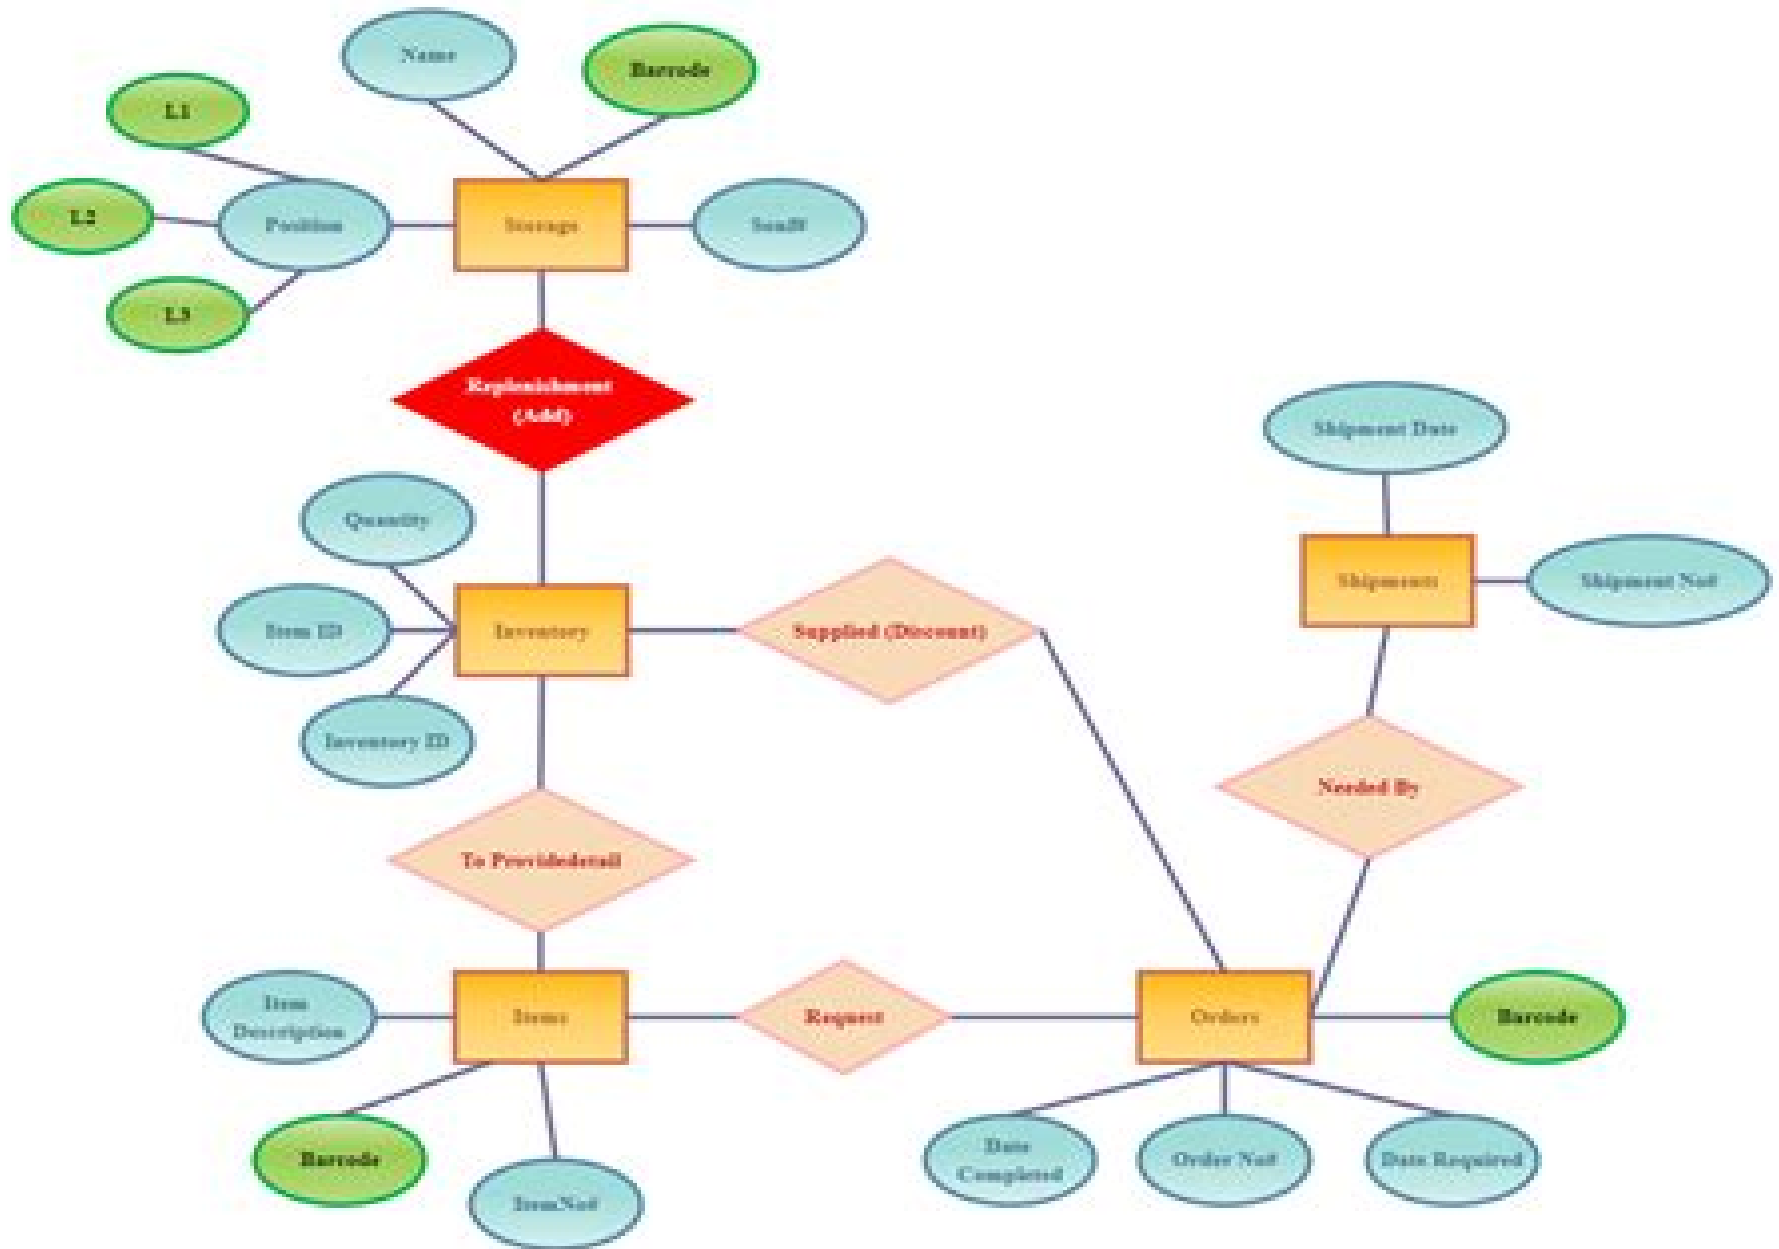 Name
Barcode
L1
L2
Position
Storage
L3
Replenishment
(Add)
Shipment Date
Quantity
Shipments
Shipment No#
Item ID
Inventory
Supplied (Discount)
Inventory ID
Needed By
To Providedetail
Item
Description
Items
Request
Orders
Barcode
Barcode
ItemNo#
Date
Completed
Order No#
Date Required